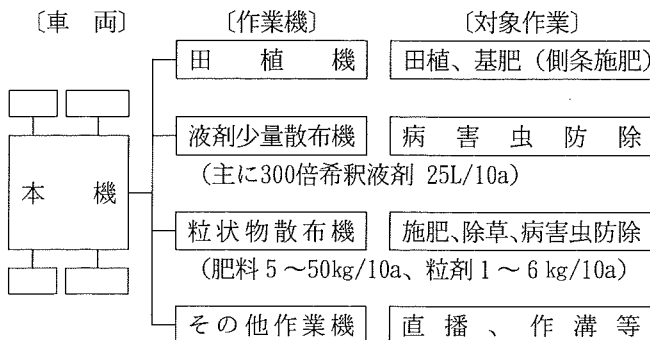 〔車 両〕 〔作業機〕 〔対象作業〕
田植機 田植、基肥（側条施肥）
液剤少量散布機 病害虫防除
（主に300倍希釈液剤 25L/10a）
本機
粒状物散布機 施肥、除草、病害虫防除
（肥料5～50kg/10a、粒剤1～6kg/10a）
その他作業機 直播、作溝等